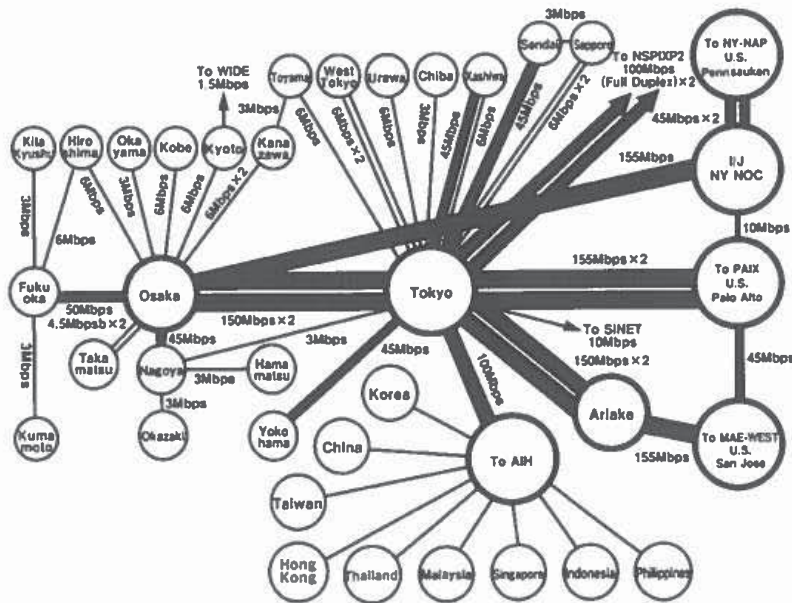 3Mbps
Sendai
Sapporo
To NSPIXP2
100Mbps
(Full Duplex)×2
To NY-NAP
U.S.
Pennsauken
45Mbps×2
To WIDE
1.5Mbps
Toyama
West
Tokyo
Urawa
Chiba
Kashiwa
3Mbps
6Mbps
6Mbps×2
6Mbps
3Mbps
45Mbps
6Mbps
45Mbps
6Mbps×2
Kita
Kyushu
Hiro
shima
Oka
yama
Kobe
Kyoto
Kana
zawa
155Mbps
IIJ
NY NOC
3Mbps
6Mbps
6Mbps
3Mbps
6Mbps
6Mbps
6Mbps×2
10Mbps
Fuku
oka
Osaka
Tokyo
155Mbps×2
To PAIX
U.S.
Palo Alto
50Mbps
4.5Mbpsb×2
150Mbps×2
To SINET
10Mbps
45Mbps
3Mbps
45Mbps
3Mbps
Taka
matsu
Nagoya
3Mbps
Hama
matsu
45Mbps
100Mbps
150Mbps×2
Korea
Ariake
3Mbps
Kuma
moto
Okazaki
Yoko
hama
155Mbps
To MAE-WEST
U.S.
San Jose
China
To AIH
Taiwan
Hong
Kong
Thailand
Malaysia
Singapore
Indonesia
Philippines